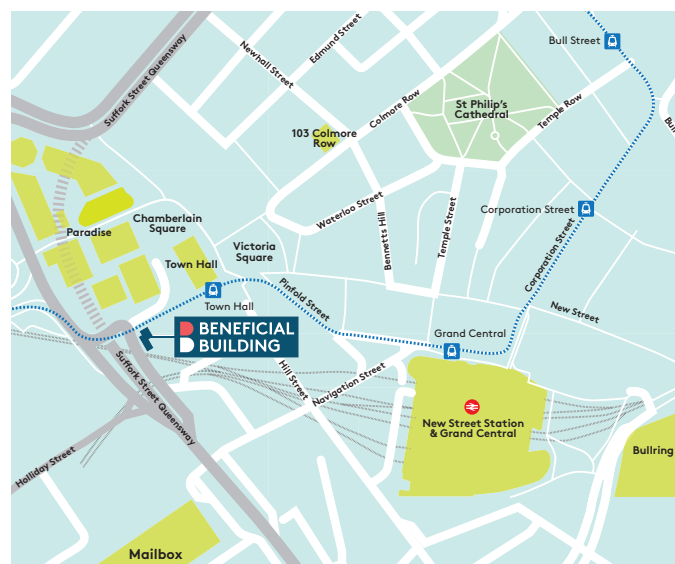 Bull Street
Edmund Street
Newhall Street
Suffork Street Queensway
Colmore Row
St Philip's
Cathedral
Temple Row
103 Colmore
Row
Waterloo Street
Bennetts Hill
Temple Street
Corporation Street
Corporation Street
Chamberlain
Square
Paradise
Victoria
Square
Town Hall
Town Hall
Pinfold Street
New Street
Grand Central
BENEFICIAL
BUILDING
Suffork Street Queensway
Hill Street
Navigation Street
New Street Station
& Grand Central
Bullring
Holliday Street
Mailbox